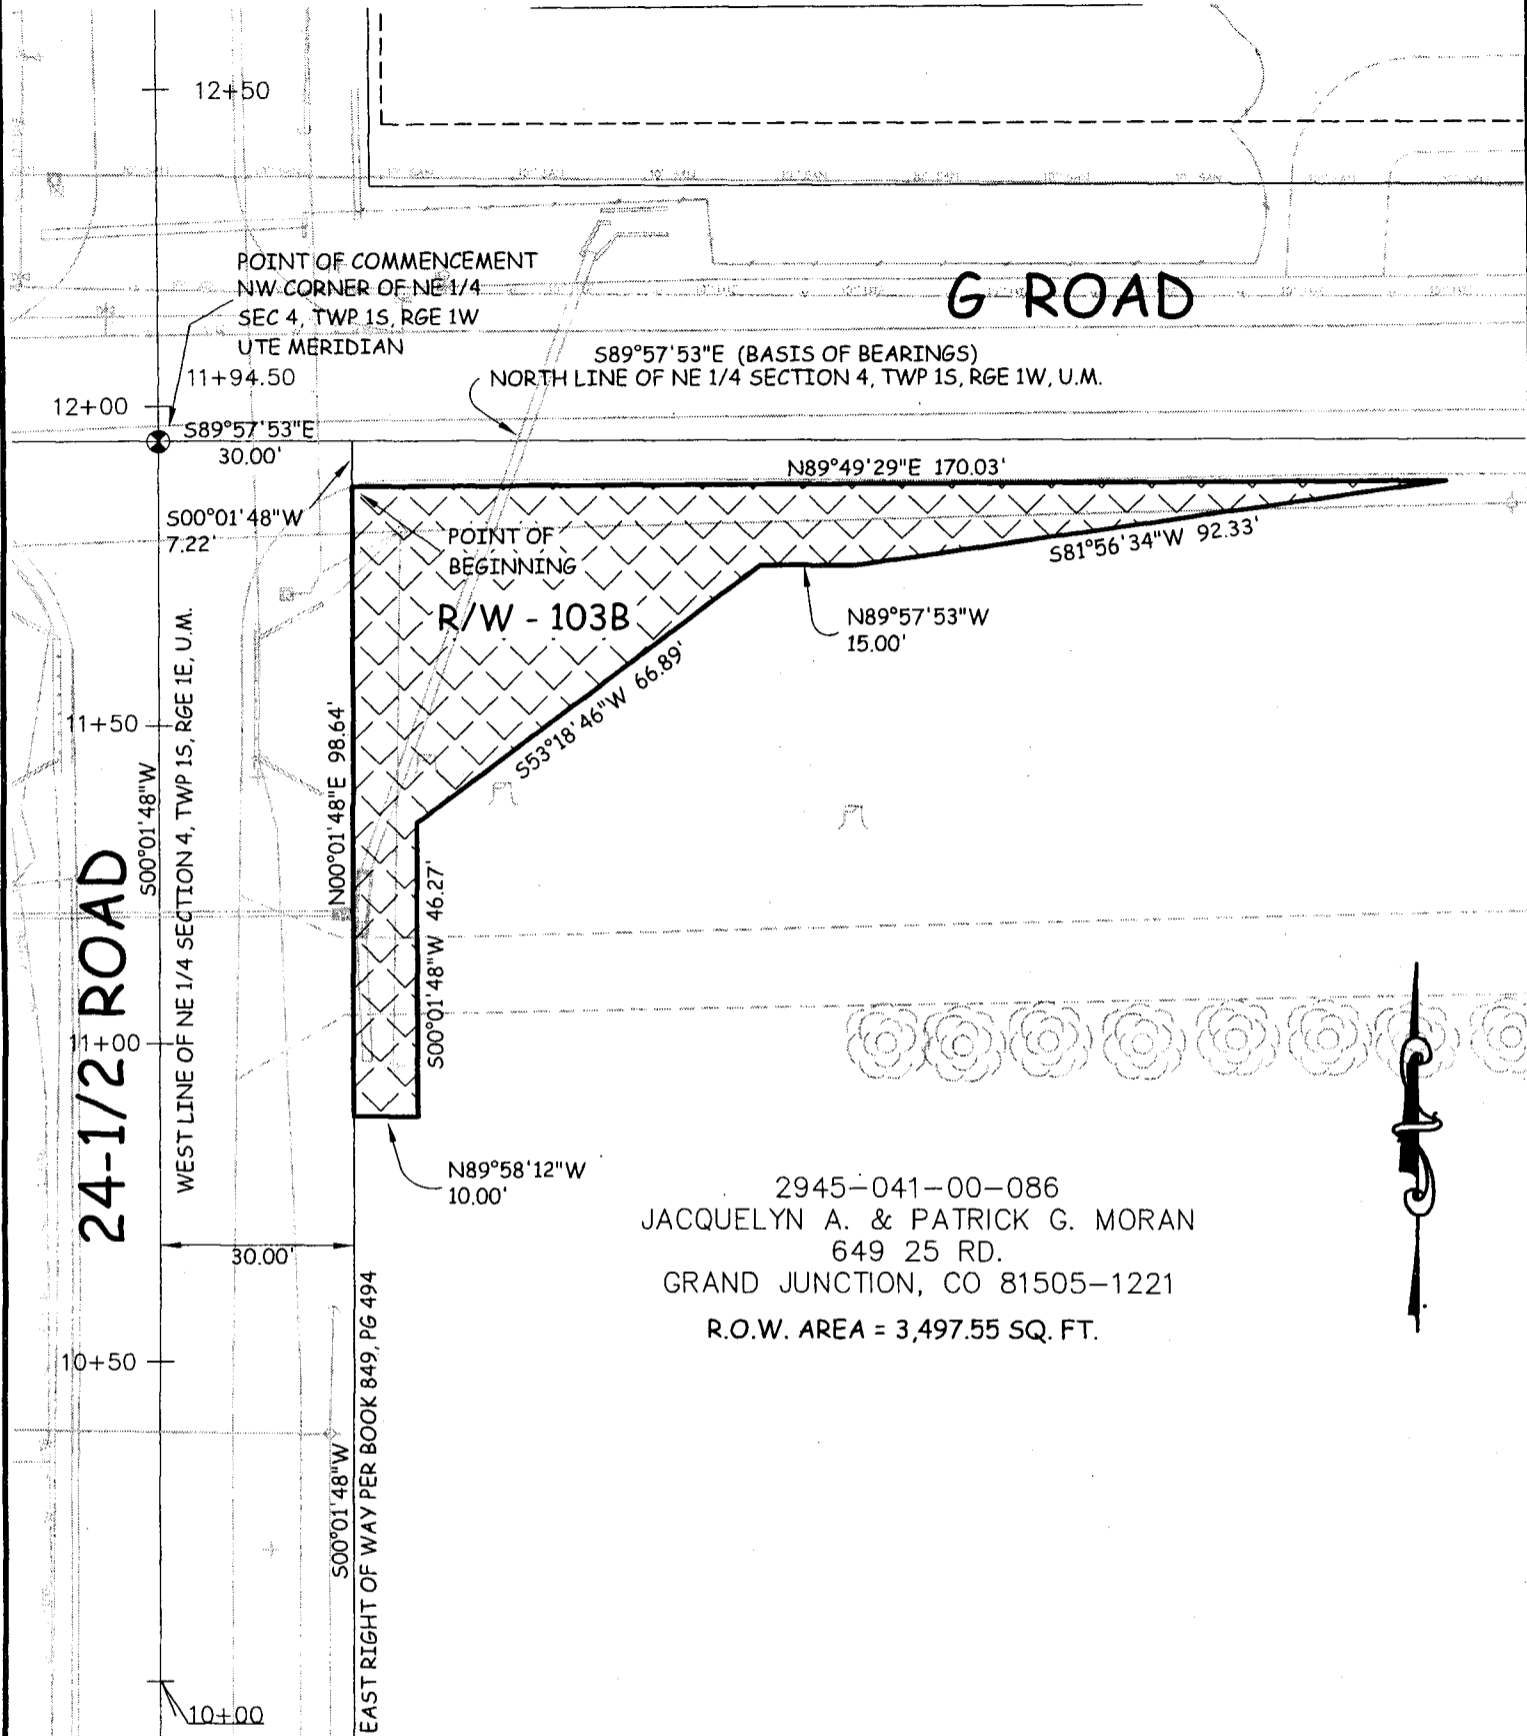 12+50
POINT OF COMMENCEMENT
NW CORNER OF NE 1/4
SEC 4, TWP 1S, RGE 1W
UTE MERIDIAN
11+94.50
G ROAD
S89°57'53"E (BASIS OF BEARINGS)
NORTH LINE OF NE 1/4 SECTION 4, TWP 1S, RGE 1W, U.M.
12+00
S89°57'53"E
30.00'
N89°49'29"E 170.03'
S00°01'48"W
7.22'
POINT OF
BEGINNING
S81°56'34"W 92.33'
R/W - 103B
N89°57'53"W
15.00'
S53°18'46"W 66.89'
11+50
N00°01'48"E 98.64'
S00°01'48"W
WEST LINE OF NE 1/4 SECTION 4, TWP 1S, RGE 1E, U.M.
24-1/2 ROAD
S00°01'48"W 46.27'
11+00
N89°58'12"W
10.00'
30.00'
2945-041-00-086
JACQUELYN A. & PATRICK G. MORAN
649 25 RD.
GRAND JUNCTION, CO 81505-1221
R.O.W. AREA = 3,497.55 SQ. FT.
10+50
S00°01'48"W
EAST RIGHT OF WAY PER BOOK 849, PG 494
10+00